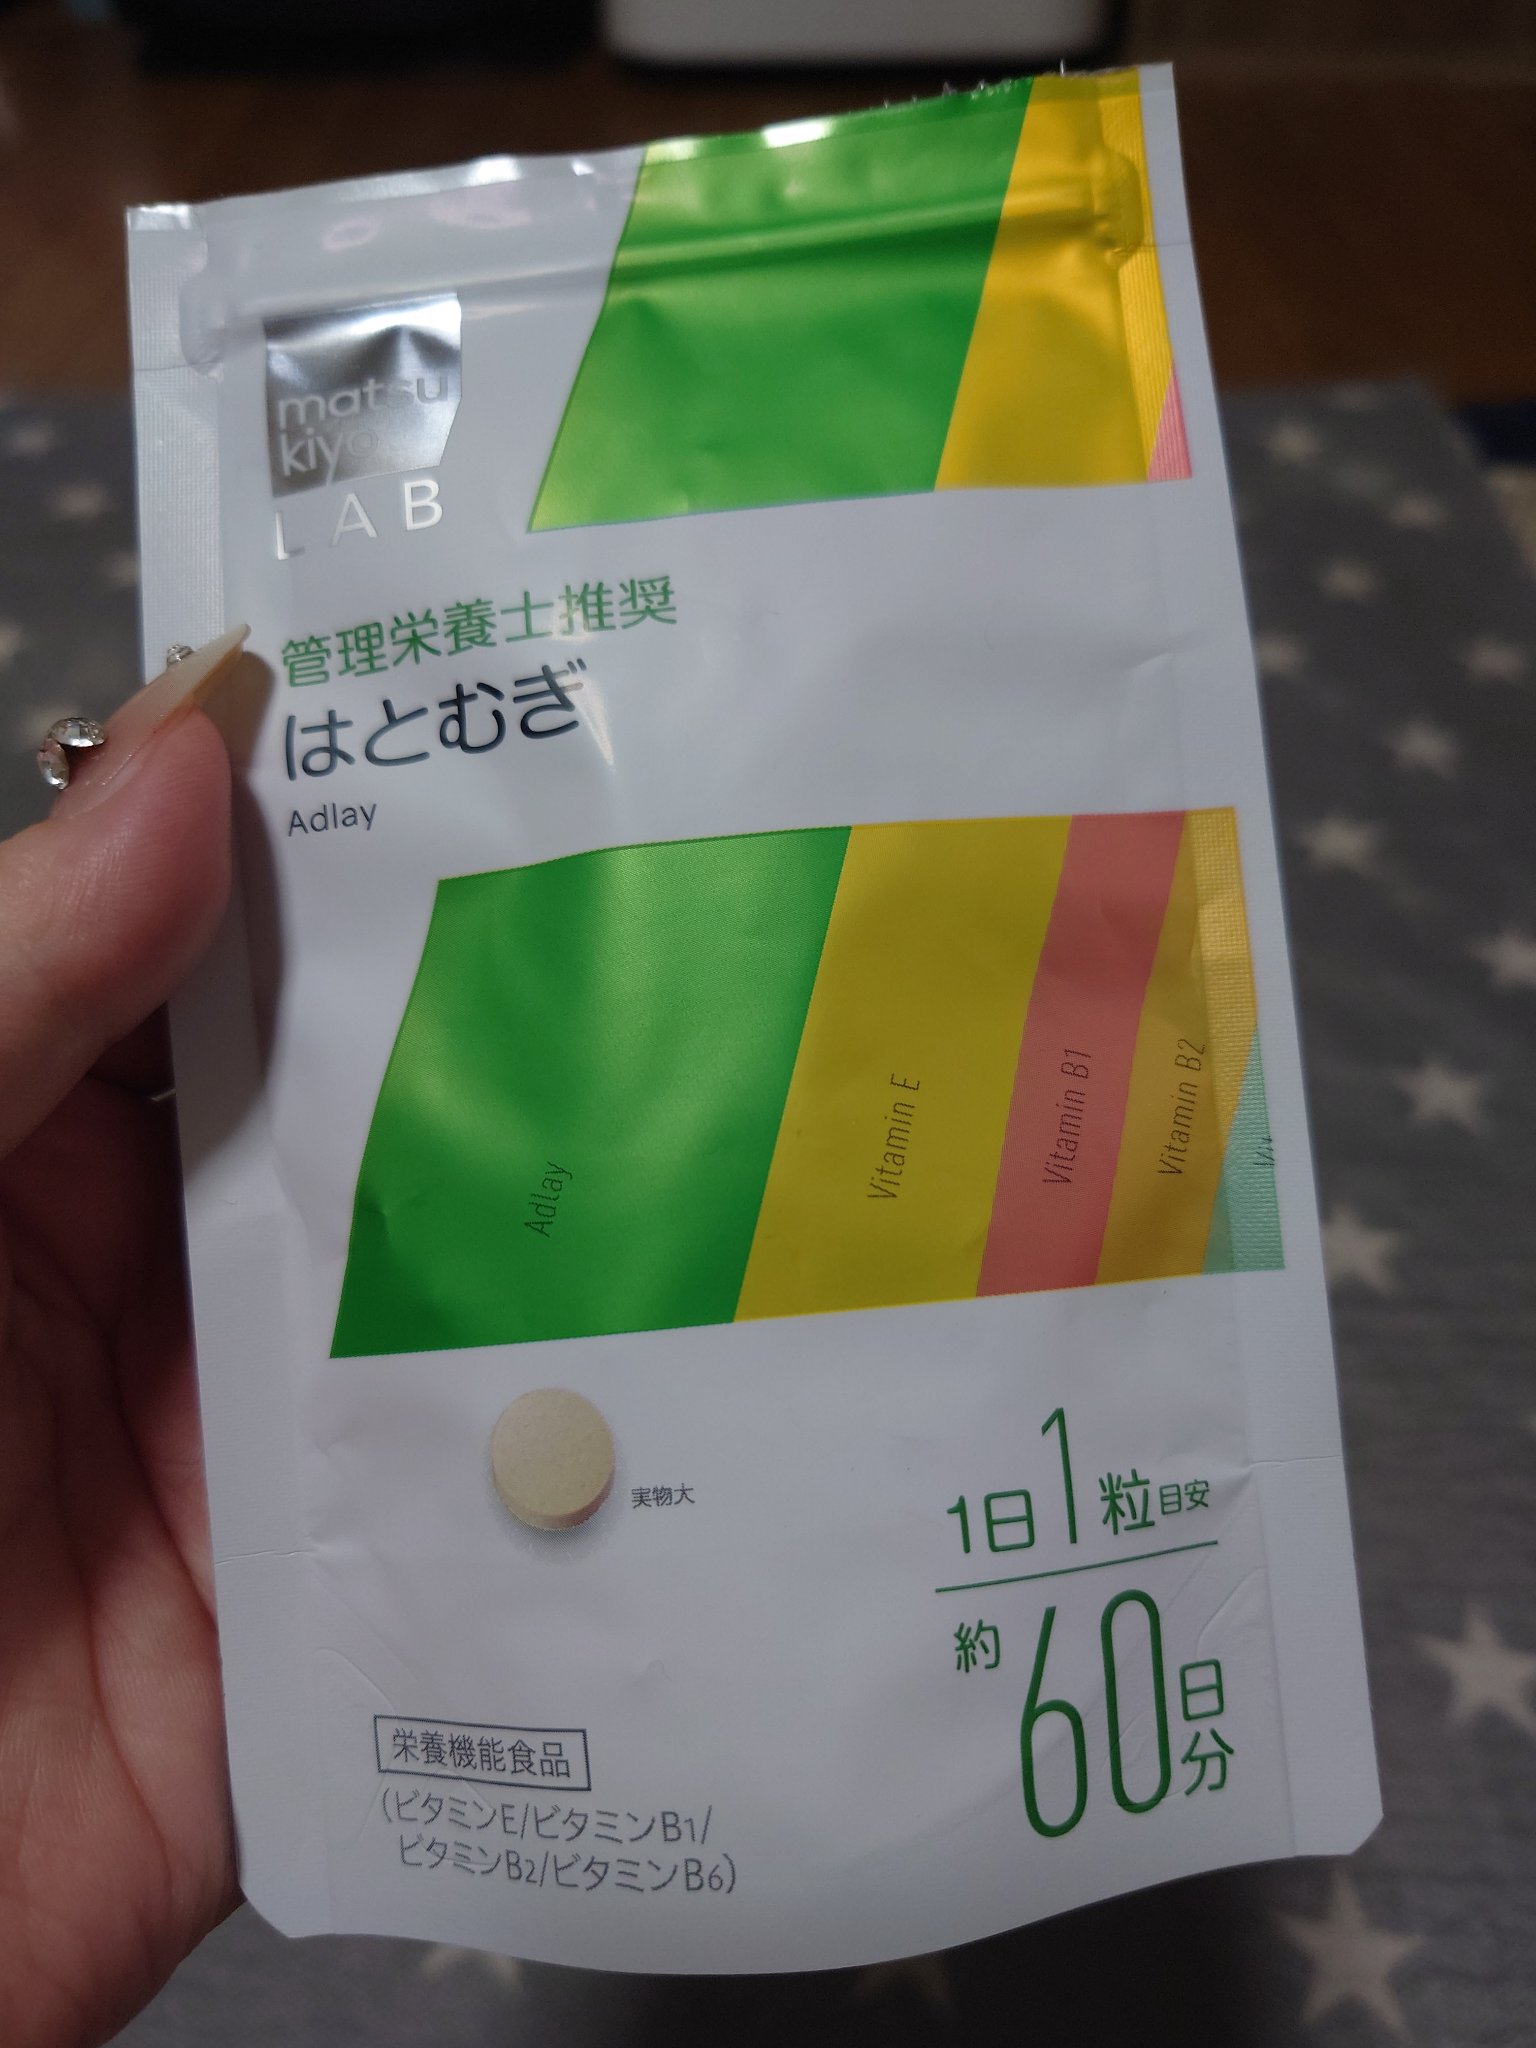 matsu
kiyo
LAB
管理栄養士推奨
はとむぎ
Adlay
Adlay
Vitamin E
Vitamin B1
Vitamin B2
実物大
1日1粒目安
約60日分
栄養機能食品
(ビタミンE/ビタミンB1/
ビタミンB2/ビタミンB6)